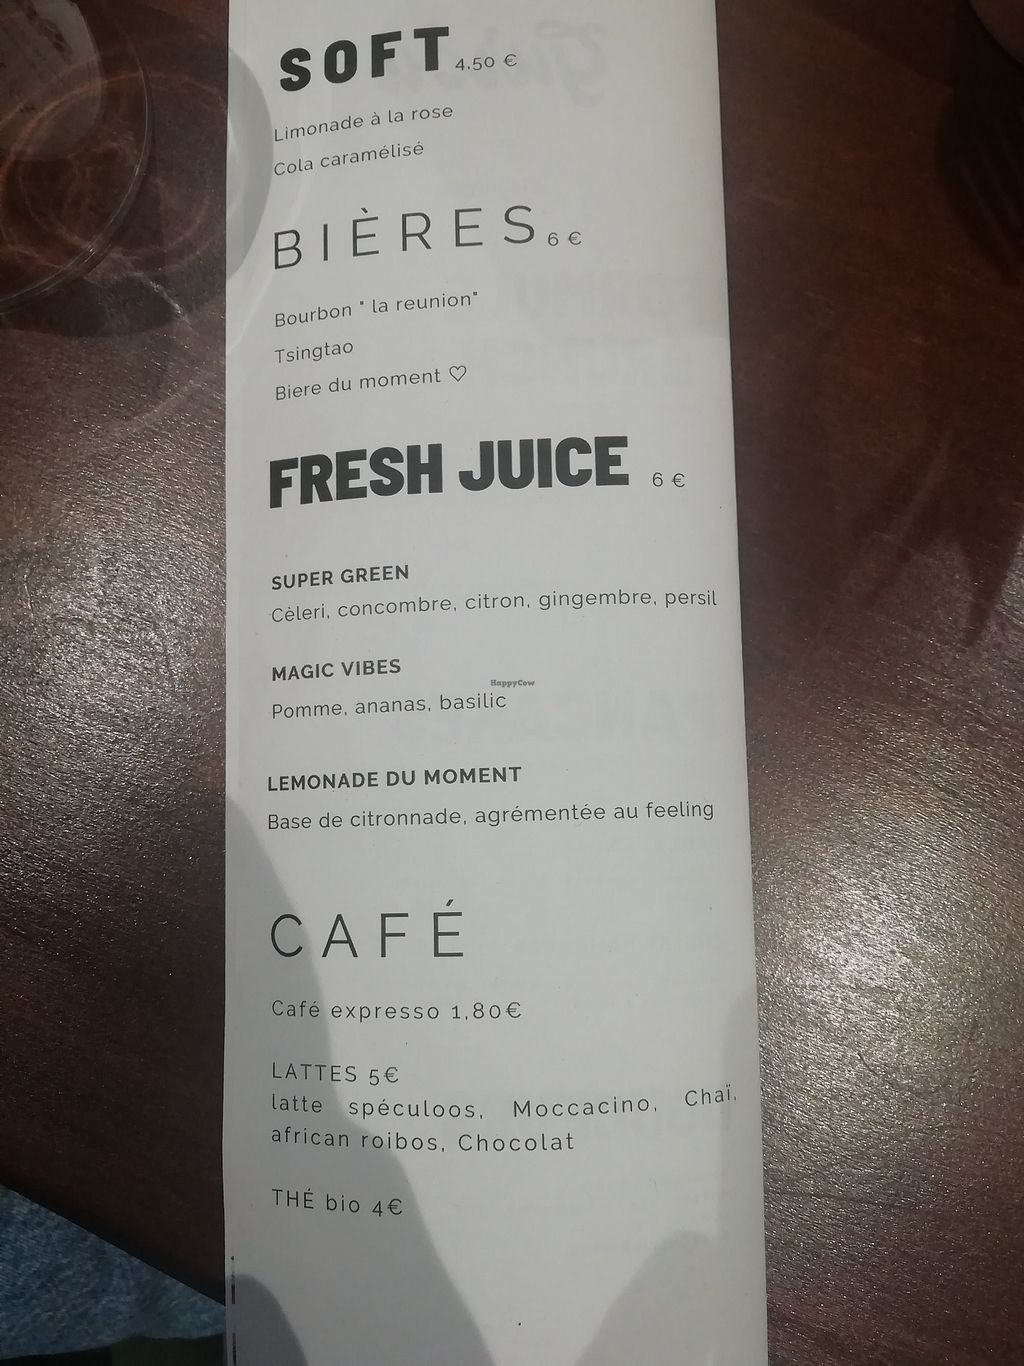 SOFT 4.50 €
Limonade à la rose
Cola caramélisé
BIÈRES 6 €
Bourbon " la reunion"
Tsingtao
Biere du moment ♡
FRESH JUICE 6 €
SUPER GREEN
Cèleri, concombre, citron, gingembre, persil
MAGIC VIBES
HappyCow
Pomme, ananas, basilic
LEMONADE DU MOMENT
Base de citronnade, agrémentée au feeling
CAFÉ
Café expresso 1,80€
LATTES 5€
latte spéculoos, Moccacino, Chaï,
african roibos, Chocolat
THÉ bio 4€